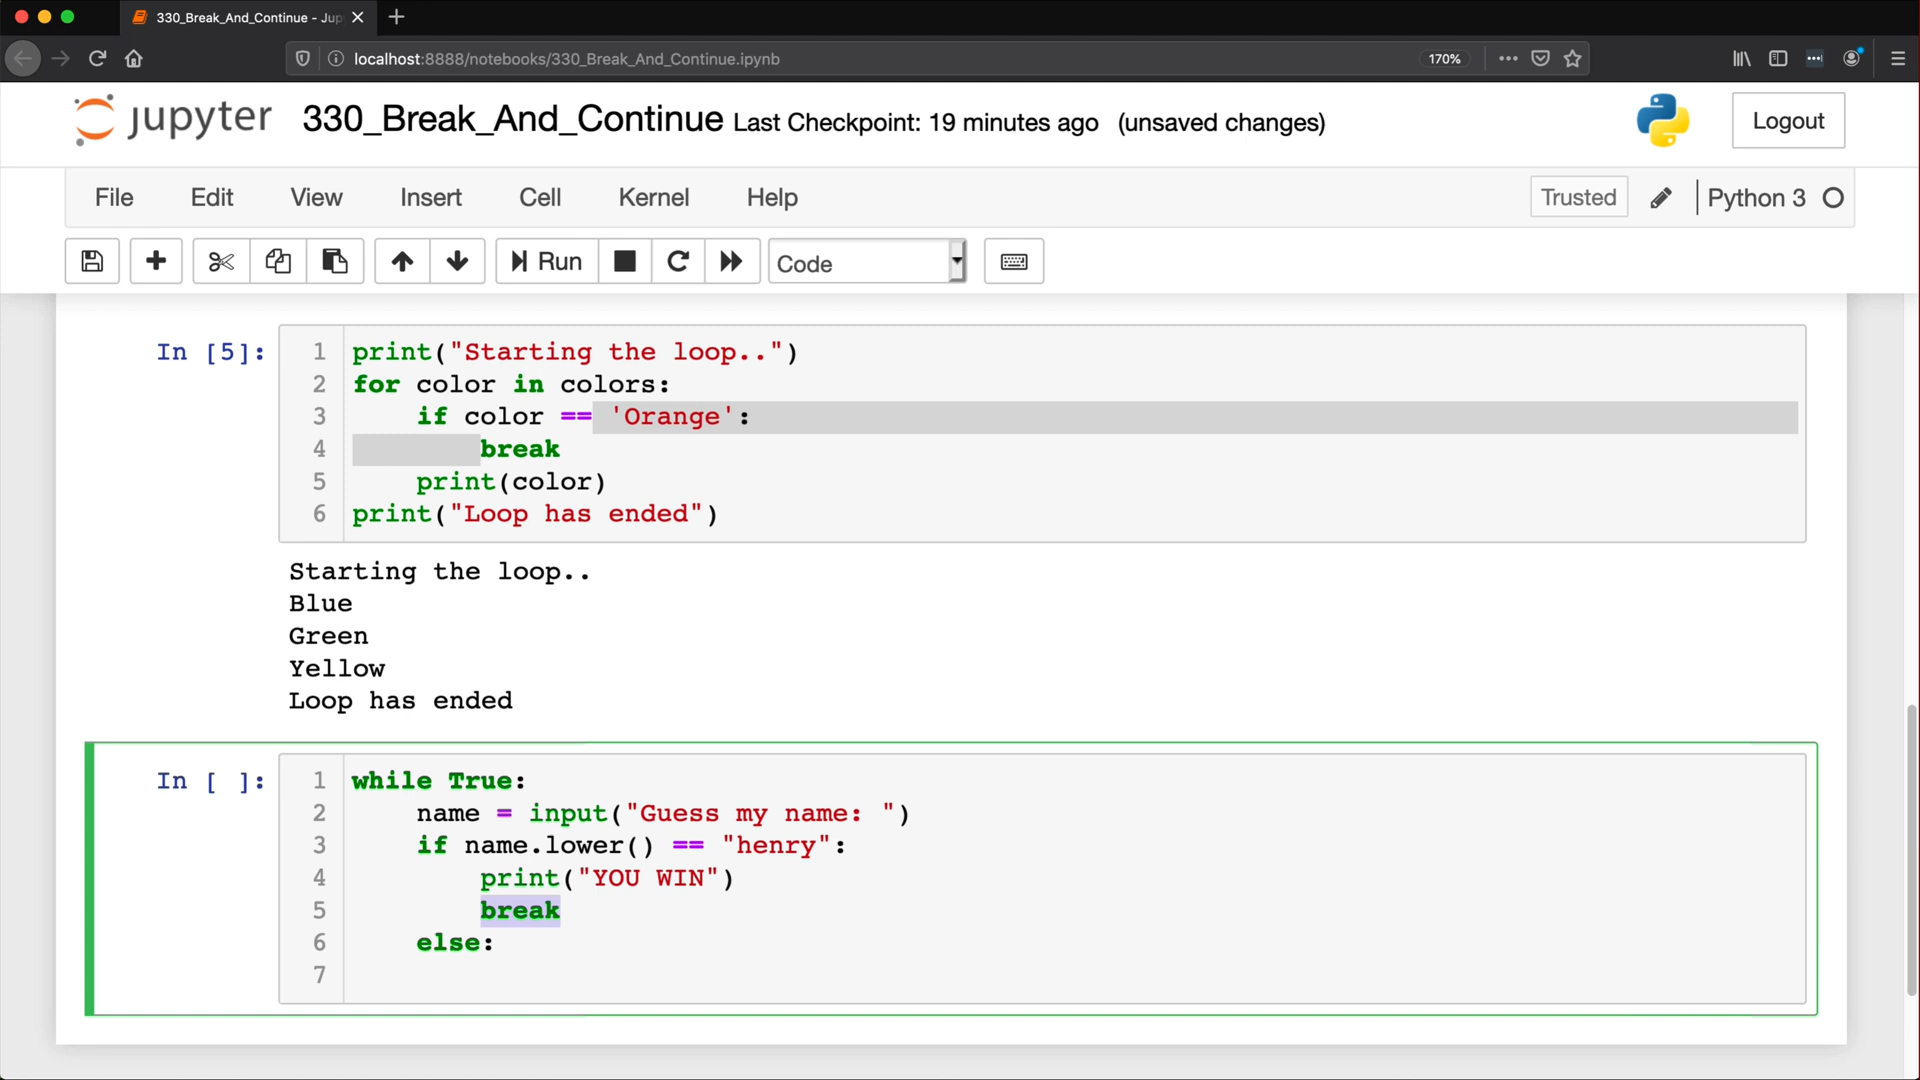 330_Break_And_Continue - Jup
localhost:8888/notebooks/330_Break_And_Continue.ipynb
170%
jupyter 330_Break_And_Continue Last Checkpoint: 19 minutes ago (unsaved changes)
Logout
File Edit View Insert Cell Kernel Help
Trusted
Python 3
Run
Code
In [5]:
1 print("Starting the loop..")
2 for color in colors:
3     if color == 'Orange':
4         break
5     print(color)
6 print("Loop has ended")
Starting the loop..
Blue
Green
Yellow
Loop has ended
In [ ]:
1 while True:
2     name = input("Guess my name: ")
3     if name.lower() == "henry":
4         print("YOU WIN")
5         break
6     else:
7